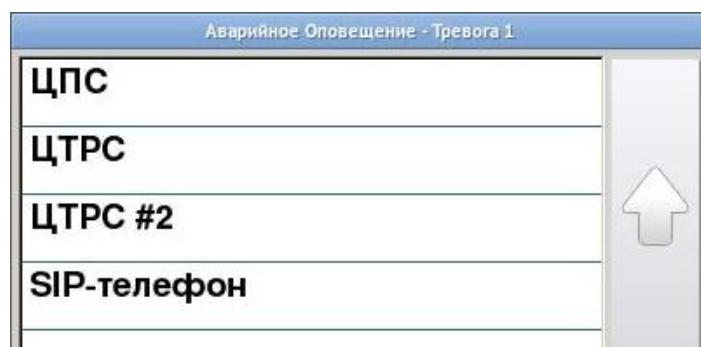 Аварийное Оповещение - Тревога 1
ЦПС
ЦТРС
ЦТРС #2
SIP-телефон